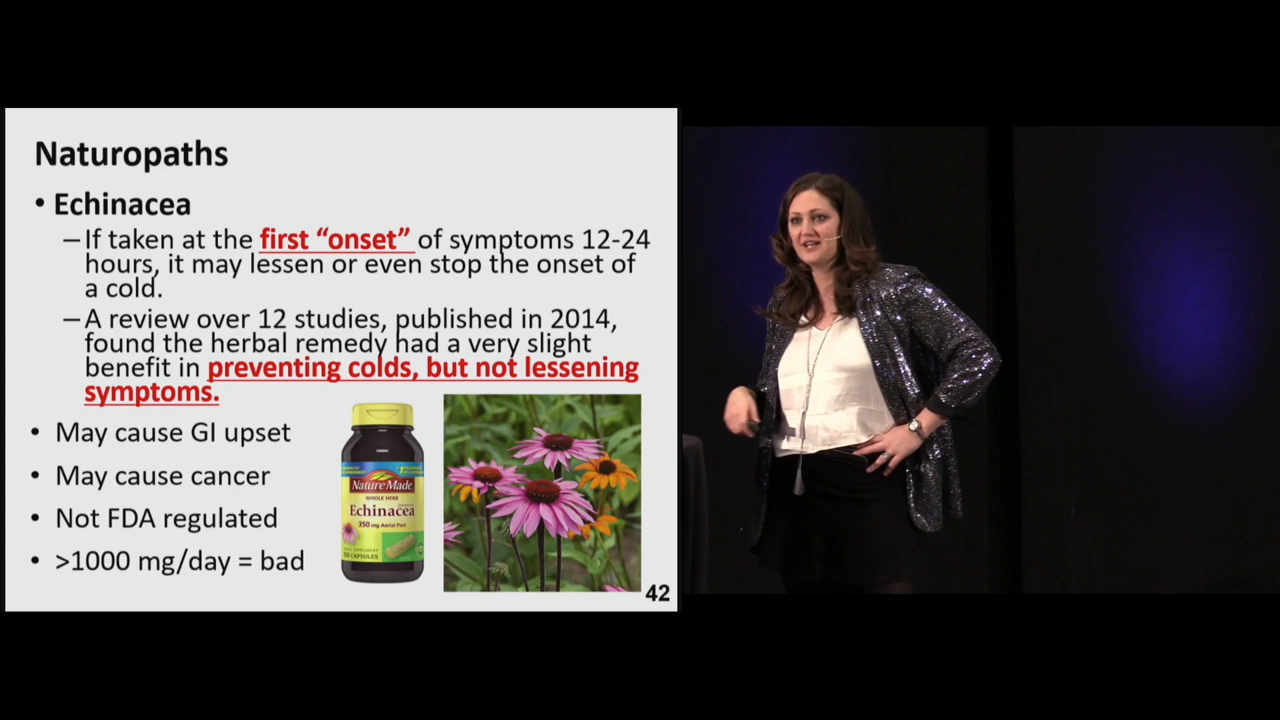 Naturopaths
• Echinacea
– If taken at the first “onset” of symptoms 12-24
hours, it may lessen or even stop the onset of
a cold.
– A review over 12 studies, published in 2014,
found the herbal remedy had a very slight
benefit in preventing colds, but not lessening
symptoms.
• May cause GI upset
• May cause cancer
• Not FDA regulated
• >1000 mg/day = bad
Nature Made
WHOLE HERB
Echinacea
350 mg Aerial Part
CAPSULES
42